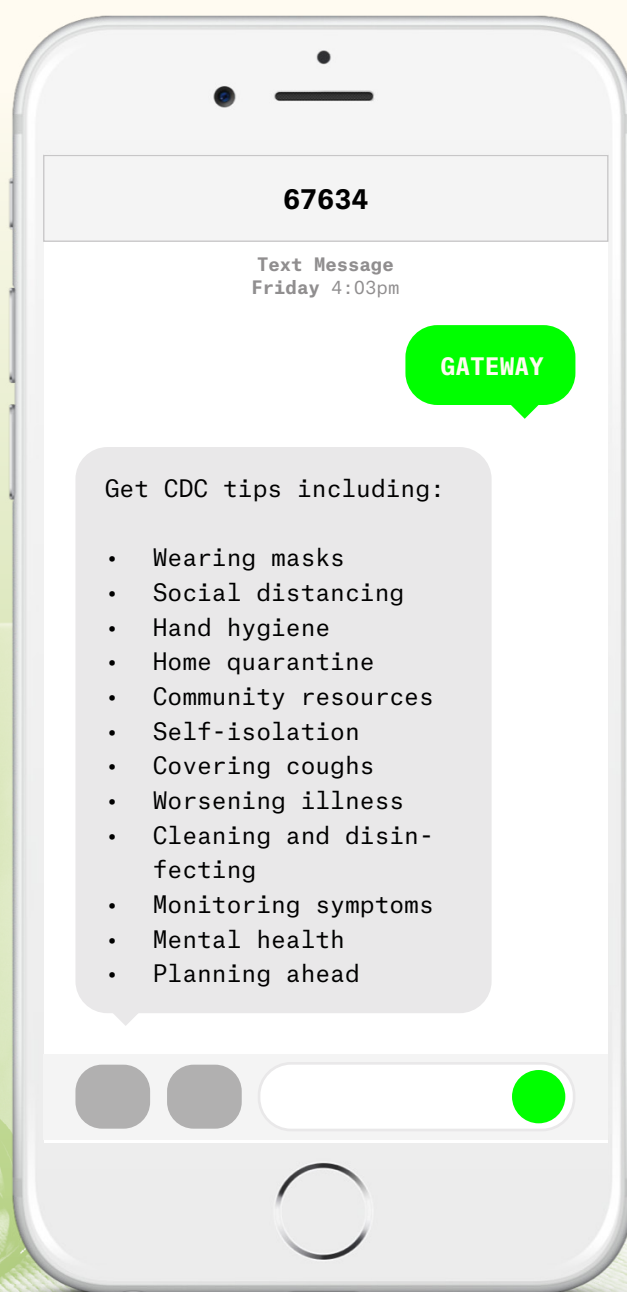 67634
Text Message
Friday 4:03pm
GATEWAY
Get CDC tips including:
• Wearing masks
• Social distancing
• Hand hygiene
• Home quarantine
• Community resources
• Self-isolation
• Covering coughs
• Worsening illness
• Cleaning and disin-
fecting
• Monitoring symptoms
• Mental health
• Planning ahead